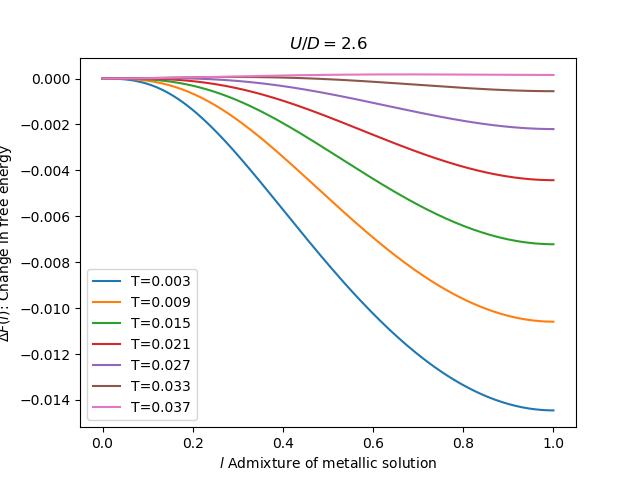 U/D = 2.6
ΔF(l): Change in free energy
0.000
−0.002
−0.004
−0.006
−0.008
−0.010
−0.012
−0.014
T=0.003
T=0.009
T=0.015
T=0.021
T=0.027
T=0.033
T=0.037
0.0 0.2 0.4 0.6 0.8 1.0
l Admixture of metallic solution